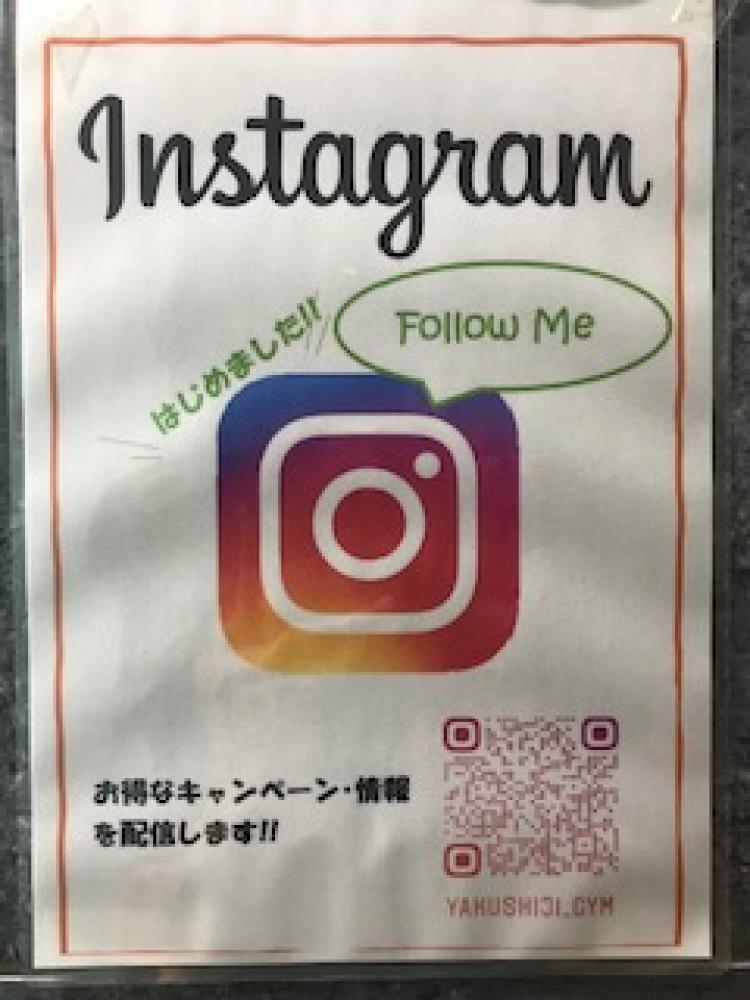 Instagram
はじめました!!
Follow Me
お得なキャンペーン・情報
を配信します!!
YAKUSHIJI_GYM